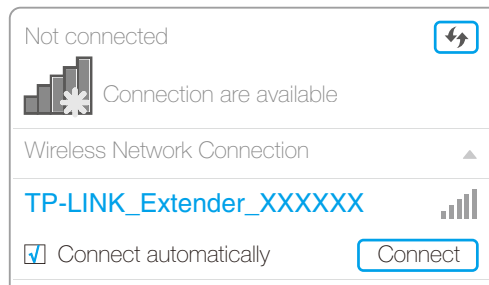 Not connected
Connection are available
Wireless Network Connection
TP-LINK_Extender_XXXXXX
Connect automatically
Connect